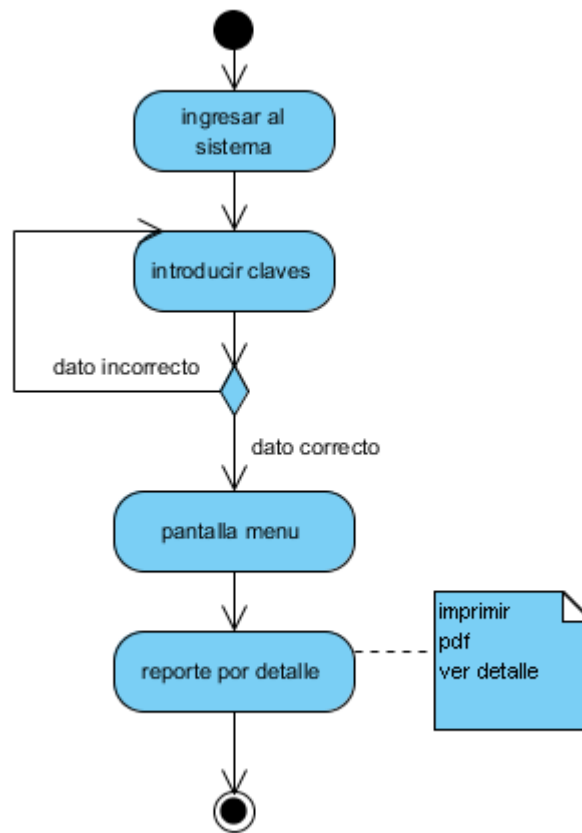 ingresar al
sistema
introducir claves
dato incorrecto
dato correcto
pantalla menu
reporte por detalle
imprimir
pdf
ver detalle